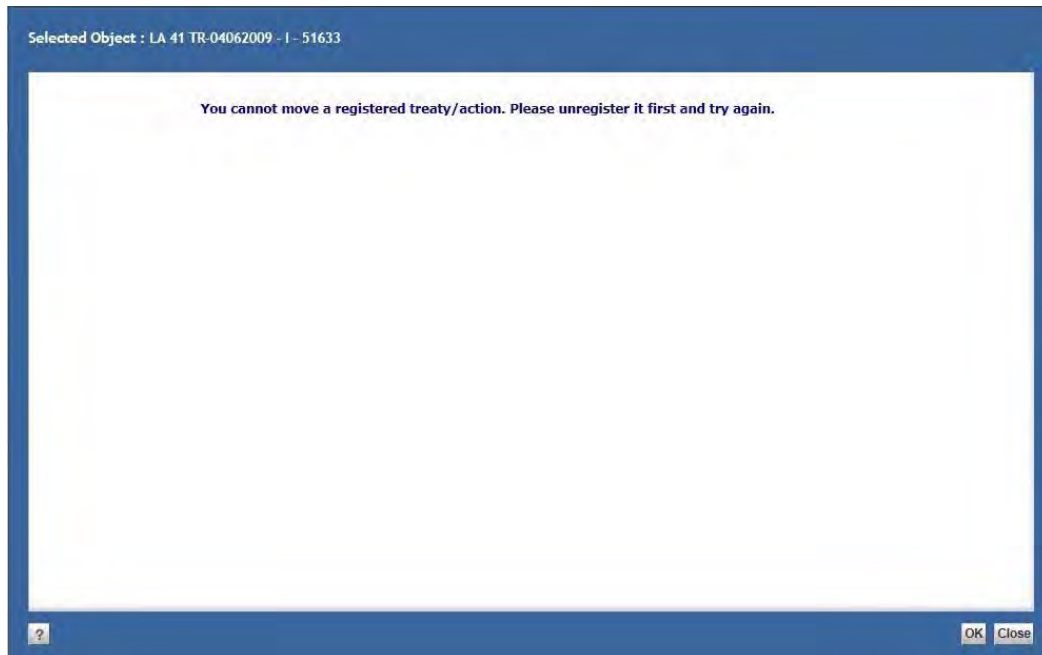 Selected Object : LA 41 TR-04062009 - I - 51633
You cannot move a registered treaty/action. Please unregister it first and try again.
?
OK Close